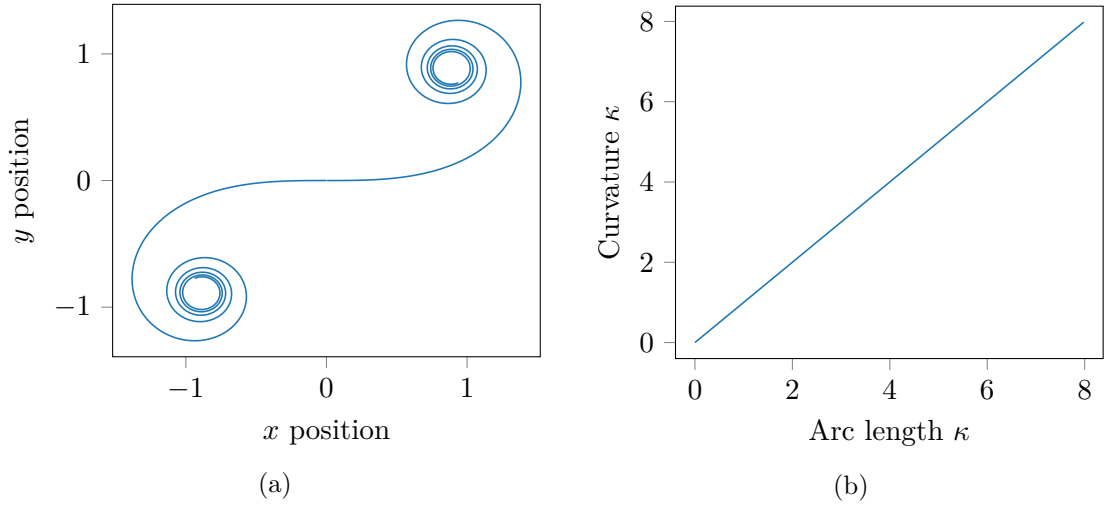 1
0
−1
y position
−1 0 1
x position
(a)
8
6
4
2
0
Curvature κ
0 2 4 6 8
Arc length κ
(b)